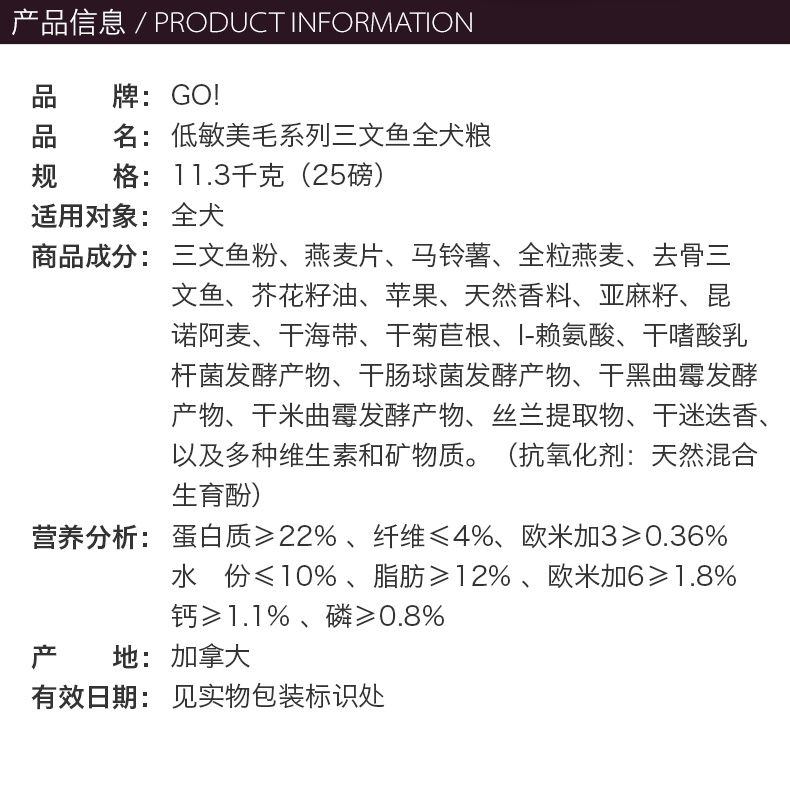 产品信息 / PRODUCT INFORMATION
品 牌： GO!
品 名： 低敏美毛系列三文鱼全犬粮
规 格： 11.3千克（25磅）
适用对象： 全犬
商品成分： 三文鱼粉、燕麦片、马铃薯、全粒燕麦、去骨三
文鱼、芥花籽油、苹果、天然香料、亚麻籽、昆
诺阿麦、干海带、干菊苣根、l-赖氨酸、干嗜酸乳
杆菌发酵产物、干肠球菌发酵产物、干黑曲霉发酵
产物、干米曲霉发酵产物、丝兰提取物、干迷迭香、
以及多种维生素和矿物质。（抗氧化剂：天然混合
生育酚）
营养分析： 蛋白质≥22% 、纤维≤4%、欧米加3≥0.36%
水 份≤10% 、脂肪≥12% 、欧米加6≥1.8%
钙≥1.1% 、磷≥0.8%
产 地： 加拿大
有效日期： 见实物包装标识处